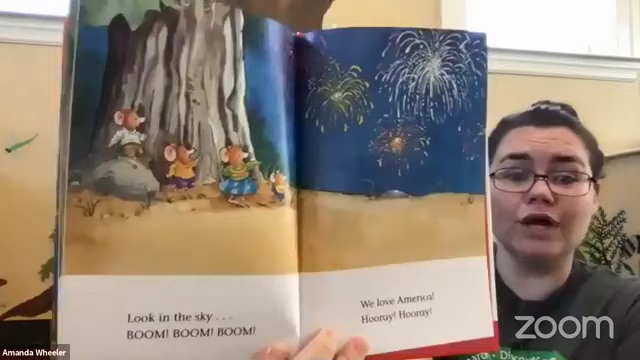 Look in the sky . . .
BOOM! BOOM! BOOM!
We love America!
Hooray! Hooray!
zoom
Amanda Wheeler